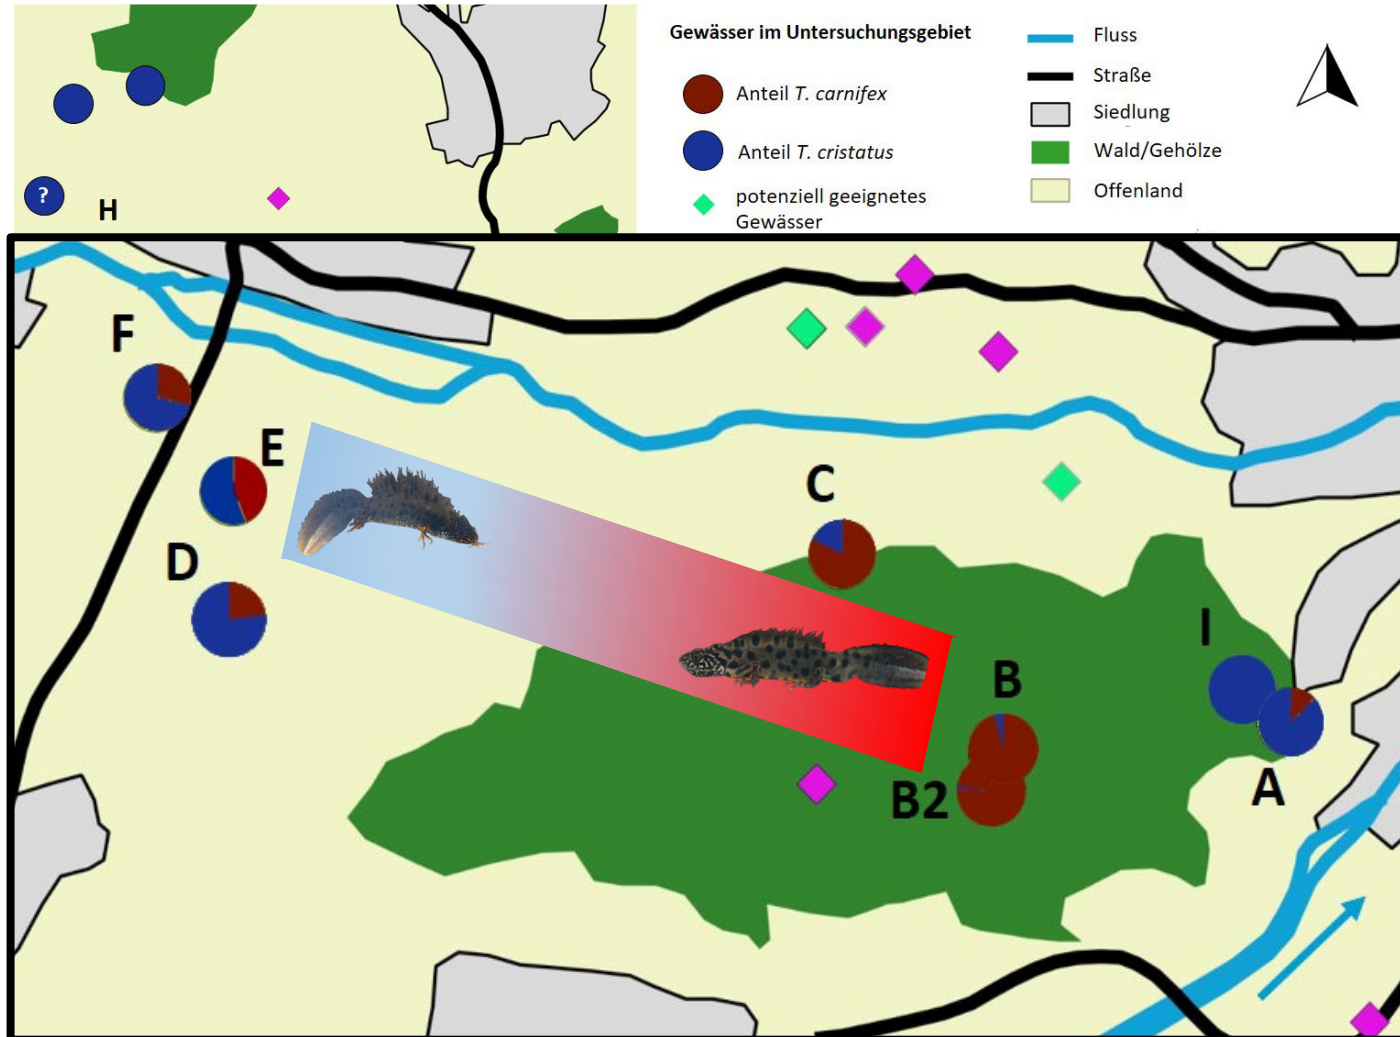 Gewässer im Untersuchungsgebiet
Anteil T. carnifex
Anteil T. cristatus
potenziell geeignetes
Gewässer
Fluss
Straße
Siedlung
Wald/Gehölze
Offenland
?
H
F
E
D
C
I
B
B2
A